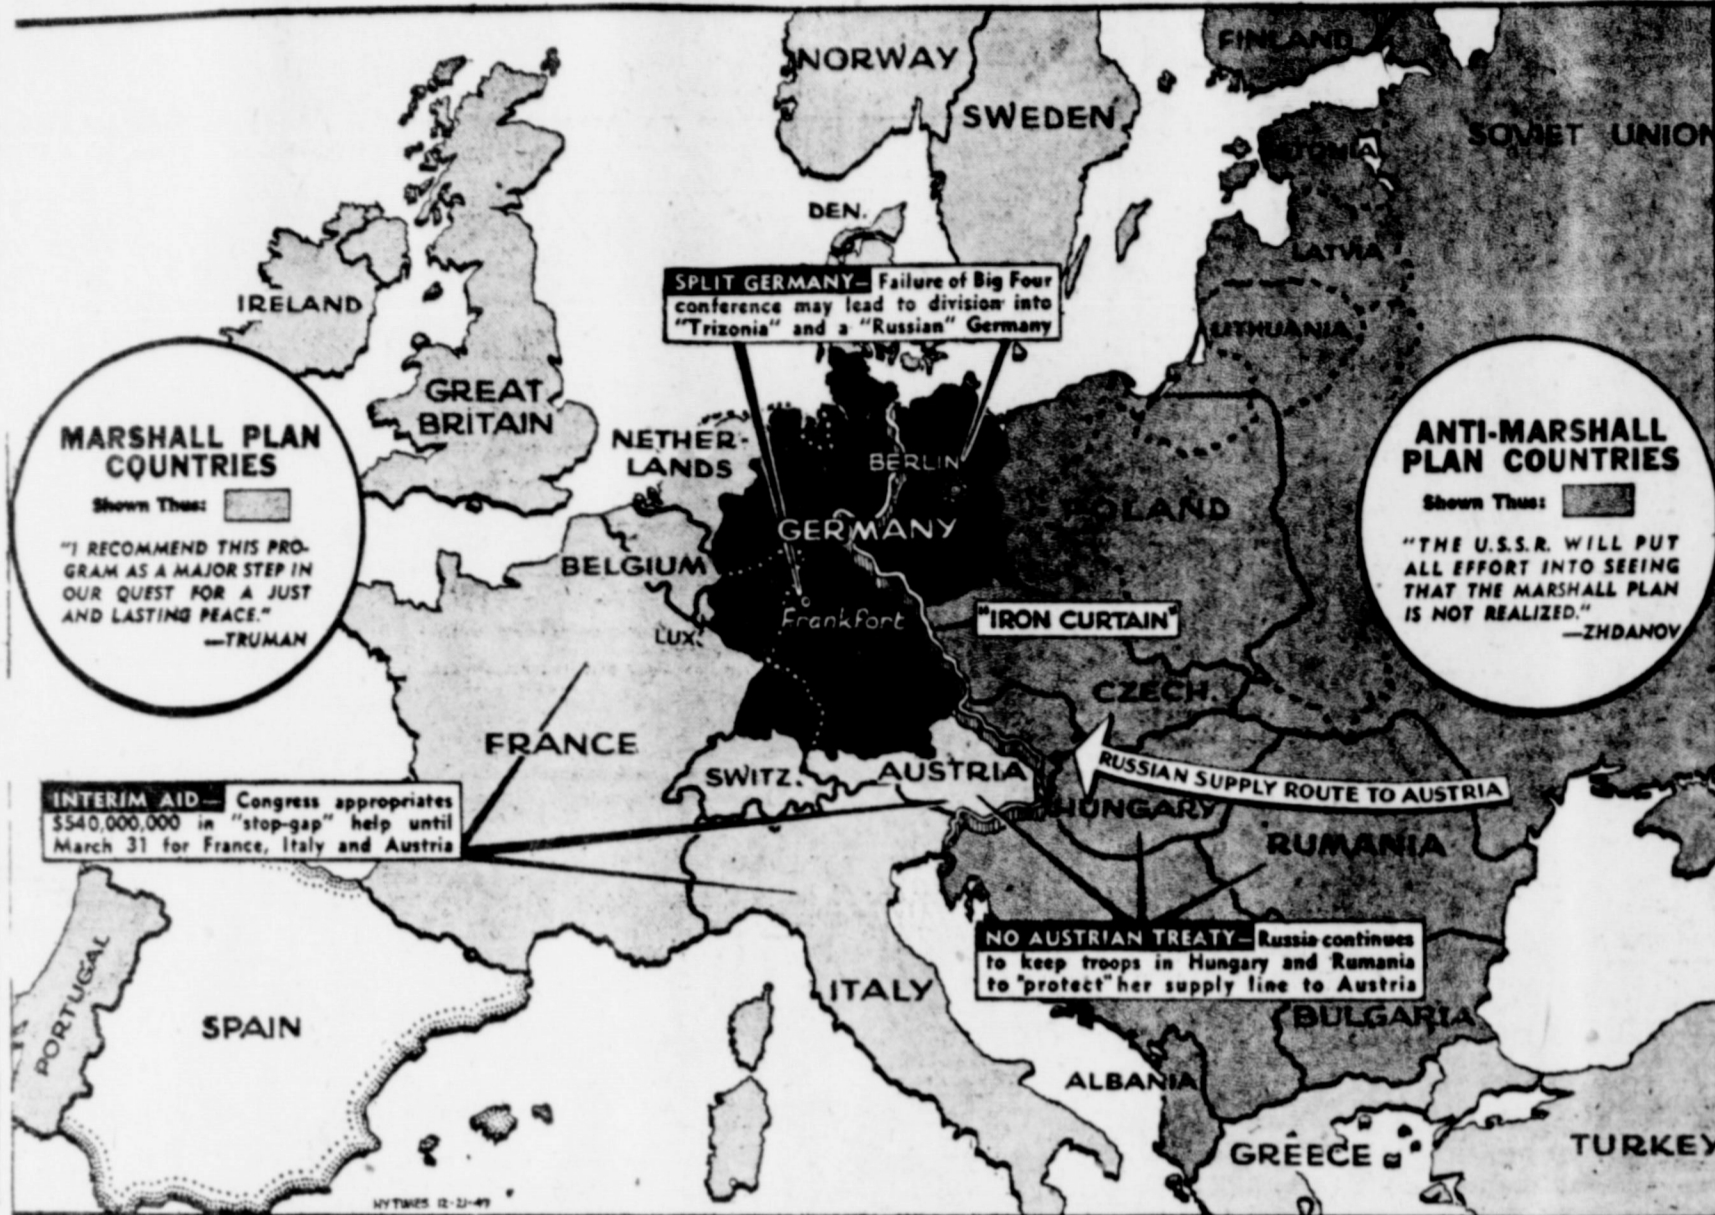 NORWAY
SWEDEN
FINLAND
SOVIET UNION
ESTONIA
LATVIA
LITHUANIA
DEN.
IRELAND
GREAT
BRITAIN
SPLIT GERMANY— Failure of Big Four
conference may lead to division into
"Trizonia" and a "Russian" Germany
MARSHALL PLAN
COUNTRIES
Shown Thus:
"I RECOMMEND THIS PRO-
GRAM AS A MAJOR STEP IN
OUR QUEST FOR A JUST
AND LASTING PEACE."
—TRUMAN
NETHER-
LANDS
BERLIN
GERMANY
POLAND
ANTI-MARSHALL
PLAN COUNTRIES
Shown Thus:
"THE U.S.S.R. WILL PUT
ALL EFFORT INTO SEEING
THAT THE MARSHALL PLAN
IS NOT REALIZED."
—ZHDANOV
BELGIUM
LUX.
Frankfort
"IRON CURTAIN"
CZECH.
FRANCE
SWITZ.
AUSTRIA
RUSSIAN SUPPLY ROUTE TO AUSTRIA
HUNGARY
RUMANIA
INTERIM AID— Congress appropriates
$540,000,000 in "stop-gap" help until
March 31 for France, Italy and Austria
NO AUSTRIAN TREATY— Russia continues
to keep troops in Hungary and Rumania
to "protect" her supply line to Austria
PORTUGAL
SPAIN
ITALY
BULGARIA
ALBANIA
GREECE
TURKEY
NYTIMES 12-21-47